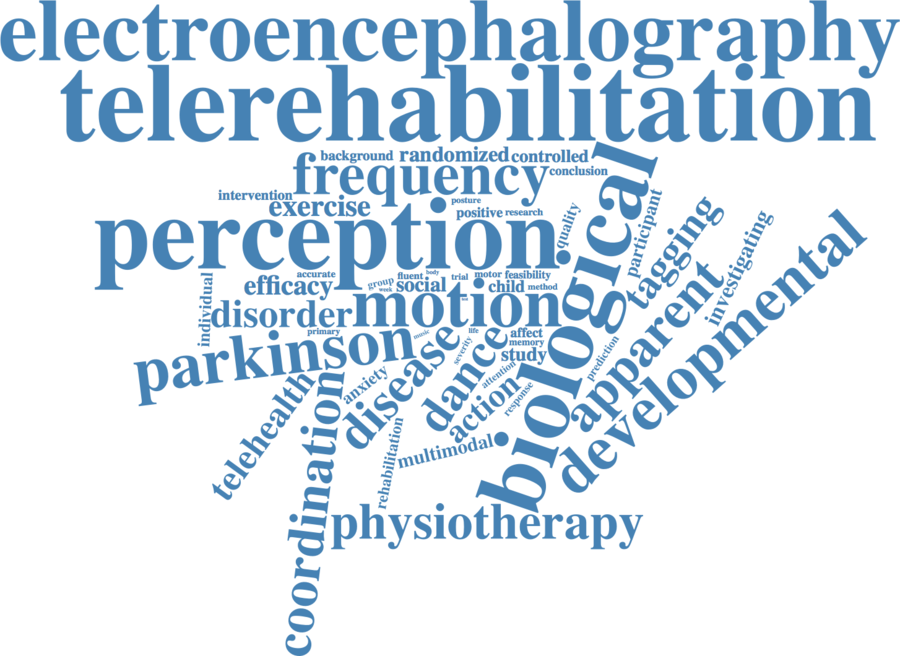 electroencephalography
telerehabilitation
background randomized controlled
frequency conclusion
intervention exercise posture
positive research
perception
quality
biological
participant
tagging
investigating
developmental
apparent
individual
accurate
efficacy
group
week
fluent
body
social
trial
motor feasibility
child method
disorder
motion
primary
parkinson
music
disease
severity
life
dance
affect
memory
study
attention
action
response
prediction
telehealth
anxiety
coordination
rehabilitation
multimodal
physiotherapy